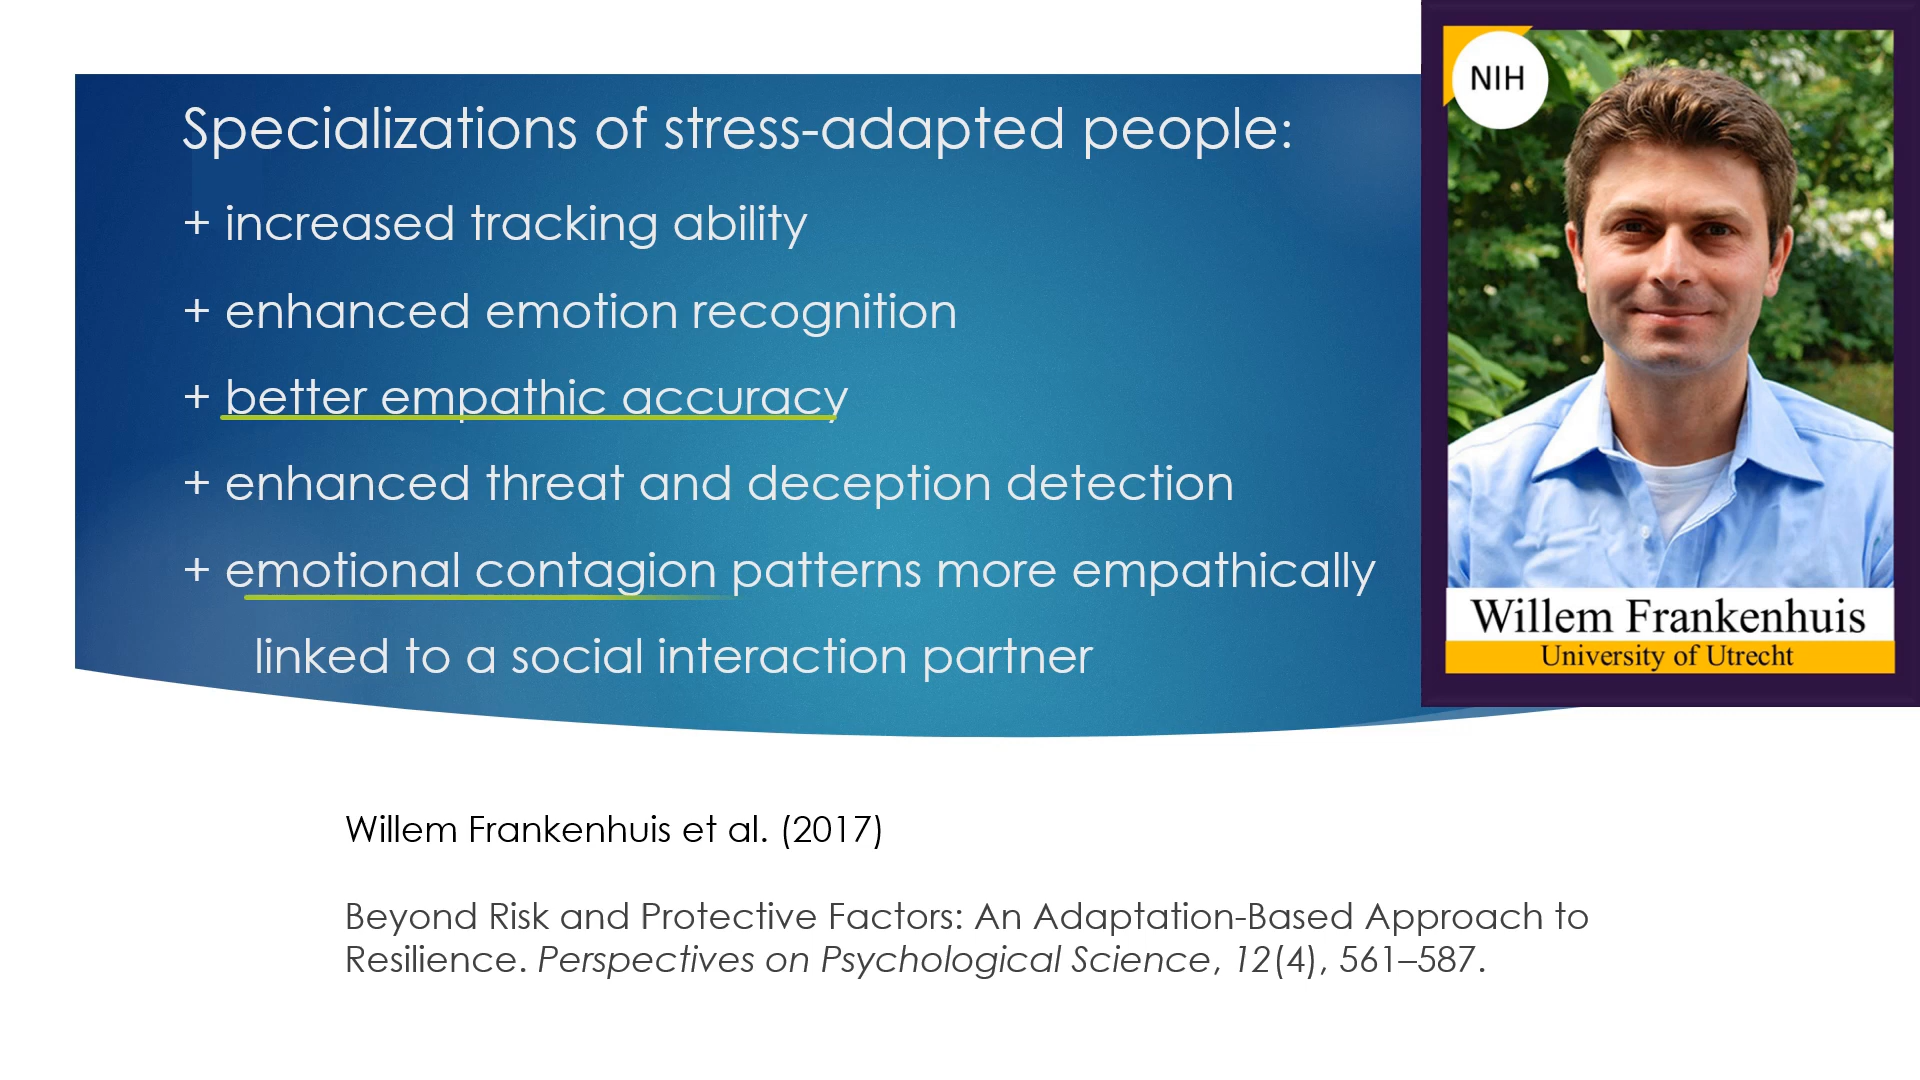 Specializations of stress-adapted people:
+ increased tracking ability
+ enhanced emotion recognition
+ better empathic accuracy
+ enhanced threat and deception detection
+ emotional contagion patterns more empathically
linked to a social interaction partner
NIH
Willem Frankenhuis
University of Utrecht
Willem Frankenhuis et al. (2017)
Beyond Risk and Protective Factors: An Adaptation-Based Approach to
Resilience. Perspectives on Psychological Science, 12(4), 561–587.